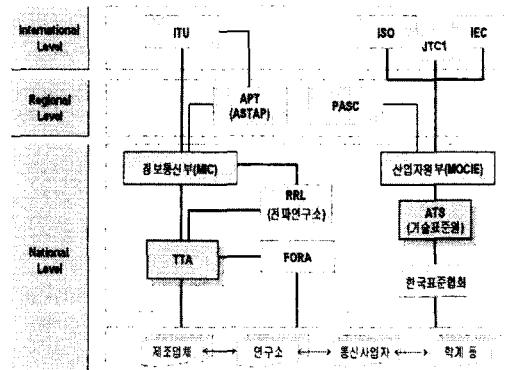 International
Level
ITU
ISO
JTC1
IEC
Regional
Level
APT
(ASTAP)
PASC
National
Level
정보통신부(MIC)
산업자원부(MOCIE)
RRL
(전파연구소)
ATS
(기술표준원)
TTA
FORA
한국표준협회
제조업체
연구소
통신사업자
학계 등